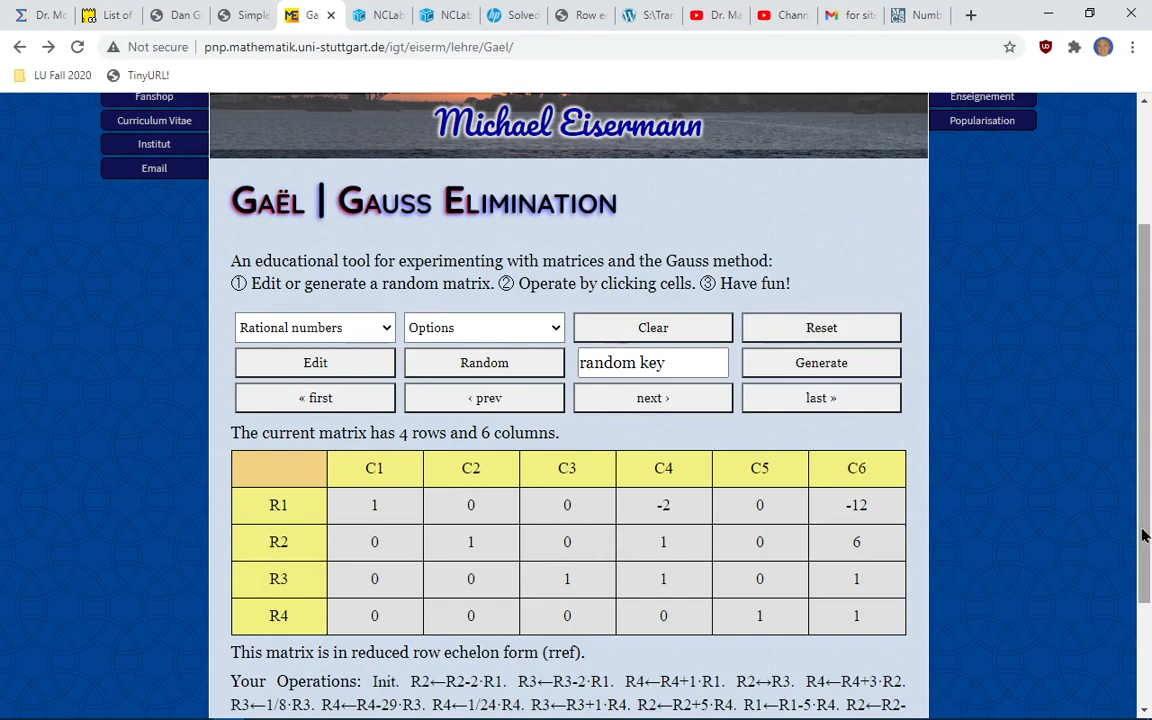 Dr. Mo
List of
Dan G
Simple
Ga
NCLab
NCLab
Solved
Row e
S:\Tran
Dr. Ma
Chann
for site
Numb
Not secure
pnp.mathematik.uni-stuttgart.de/igt/eiserm/lehre/Gael/
LU Fall 2020
TinyURL!
Fanshop
Curriculum Vitae
Institut
Email
Michael Eisermann
Enseignement
Popularisation
GAËL | GAUSS ELIMINATION
An educational tool for experimenting with matrices and the Gauss method:
① Edit or generate a random matrix. ② Operate by clicking cells. ③ Have fun!
Rational numbers Options Clear Reset
Edit Random random key Generate
« first ‹ prev next › last »
The current matrix has 4 rows and 6 columns.
C1 C2 C3 C4 C5 C6
R1 1 0 0 -2 0 -12
R2 0 1 0 1 0 6
R3 0 0 1 1 0 1
R4 0 0 0 0 1 1
This matrix is in reduced row echelon form (rref).
Your Operations: Init. R2←R2-2·R1. R3←R3-2·R1. R4←R4+1·R1. R2↔R3. R4←R4+3·R2.
R3←1/8·R3. R4←R4-29·R3. R4←1/24·R4. R3←R3+1·R4. R2←R2+5·R4. R1←R1-5·R4. R2←R2-